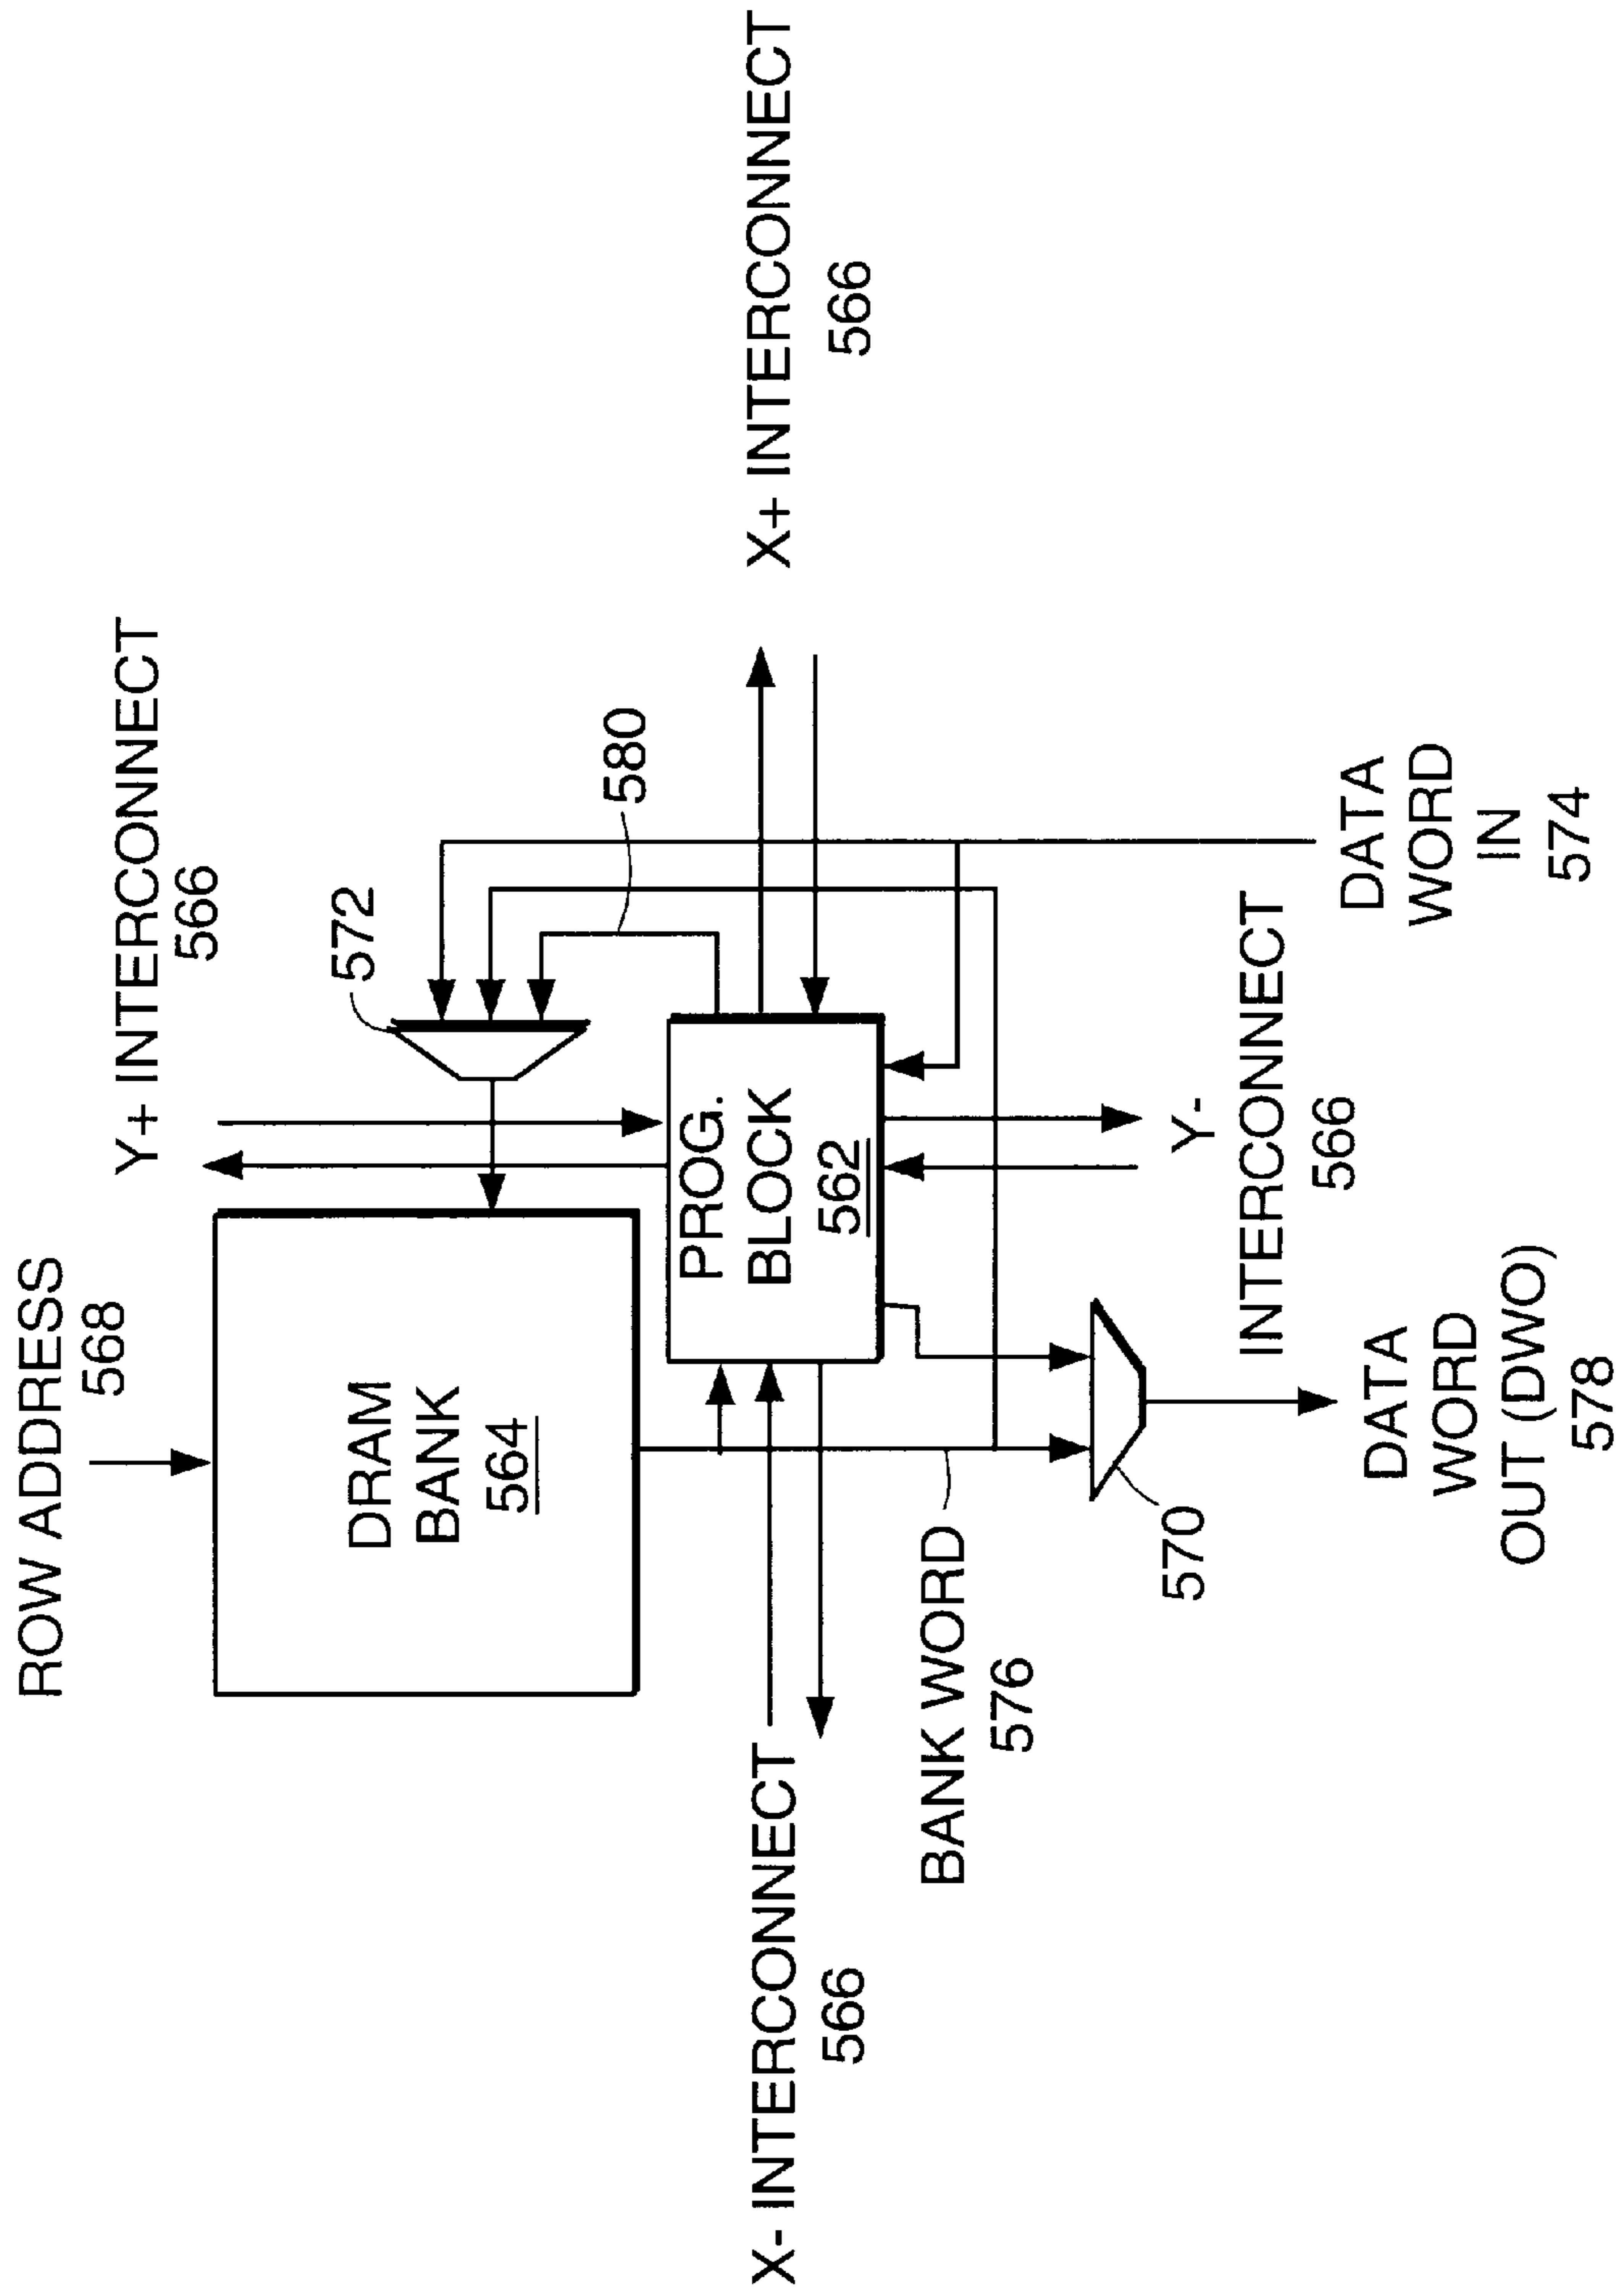 ROW ADDRESS
568
Y+ INTERCONNECT
566
572
580
DRAM
BANK
564
PROG.
BLOCK
562
X- INTERCONNECT
566
X+ INTERCONNECT
566
BANK WORD
576
570
Y-
INTERCONNECT
566
DATA
WORD
OUT (DWO)
578
DATA
WORD
IN
574